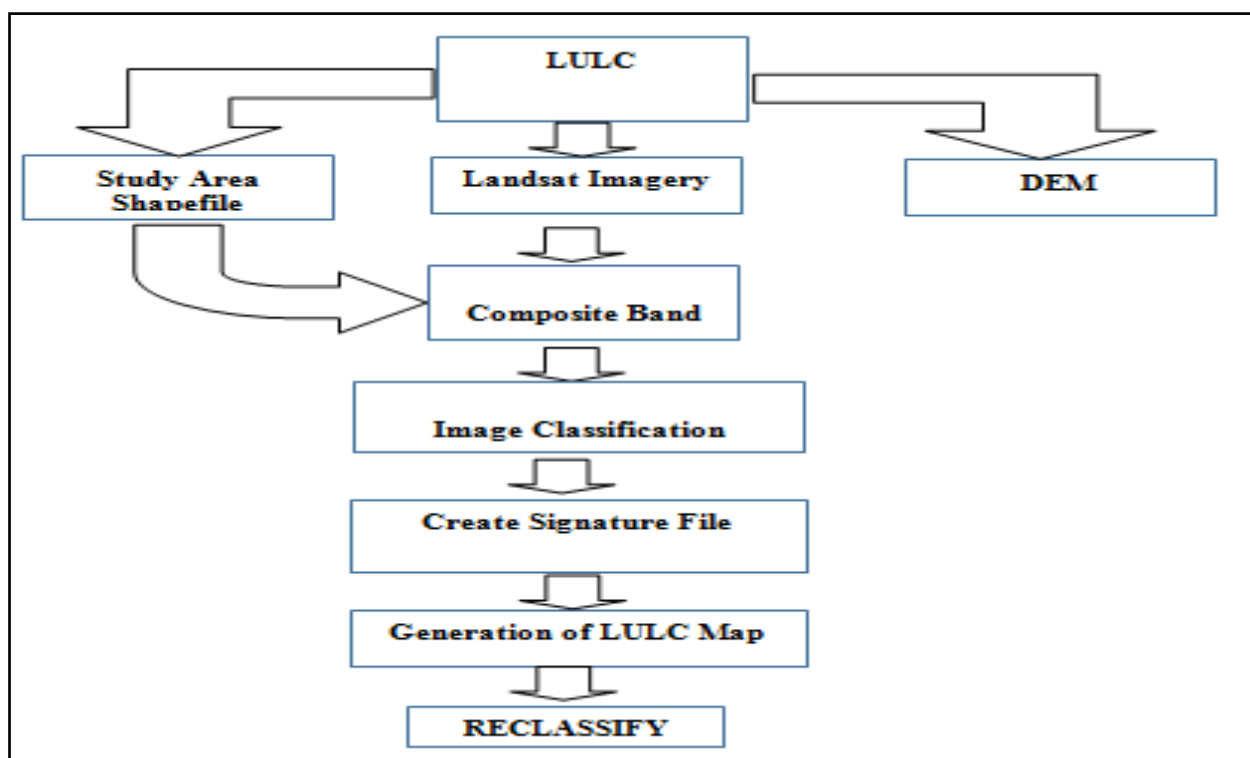 LULC
Study Area
Shapefile
Landsat Imagery
DEM
Composite Band
Image Classification
Create Signature File
Generation of LULC Map
RECLASSIFY